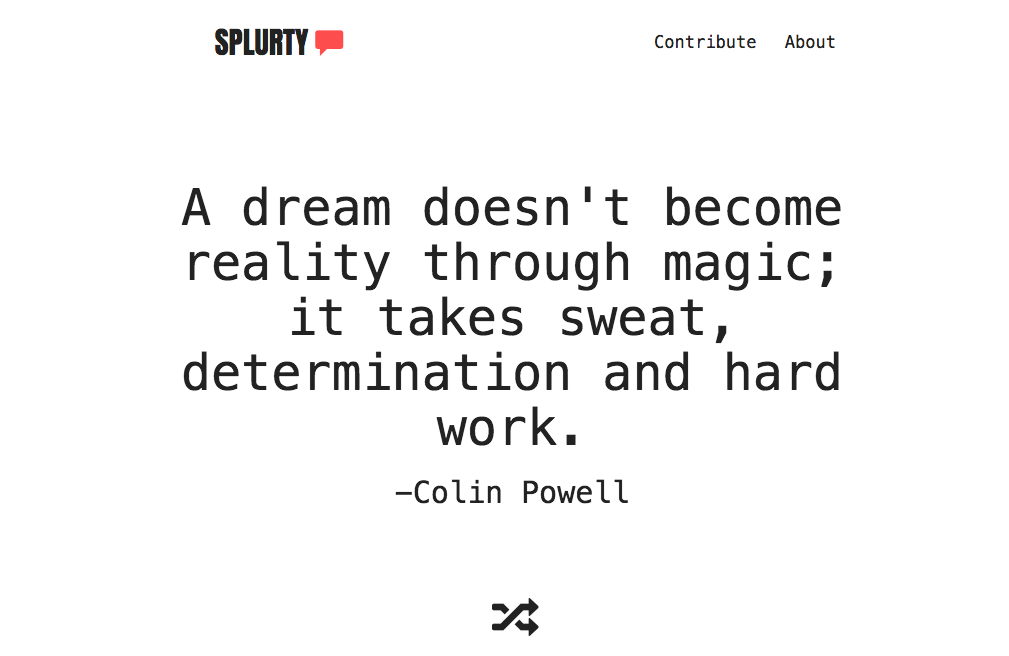 SPLURTY
Contribute About
A dream doesn't become
reality through magic;
it takes sweat,
determination and hard
work.
—Colin Powell